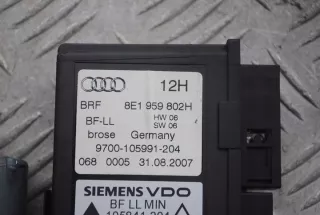 12H
BRF 8E1 959 802H
BF-LL HW 06
SW 06
brose Germany
9700-105991-204
068 0005 31.08.2007
SIEMENS VDO
BF LL MIN